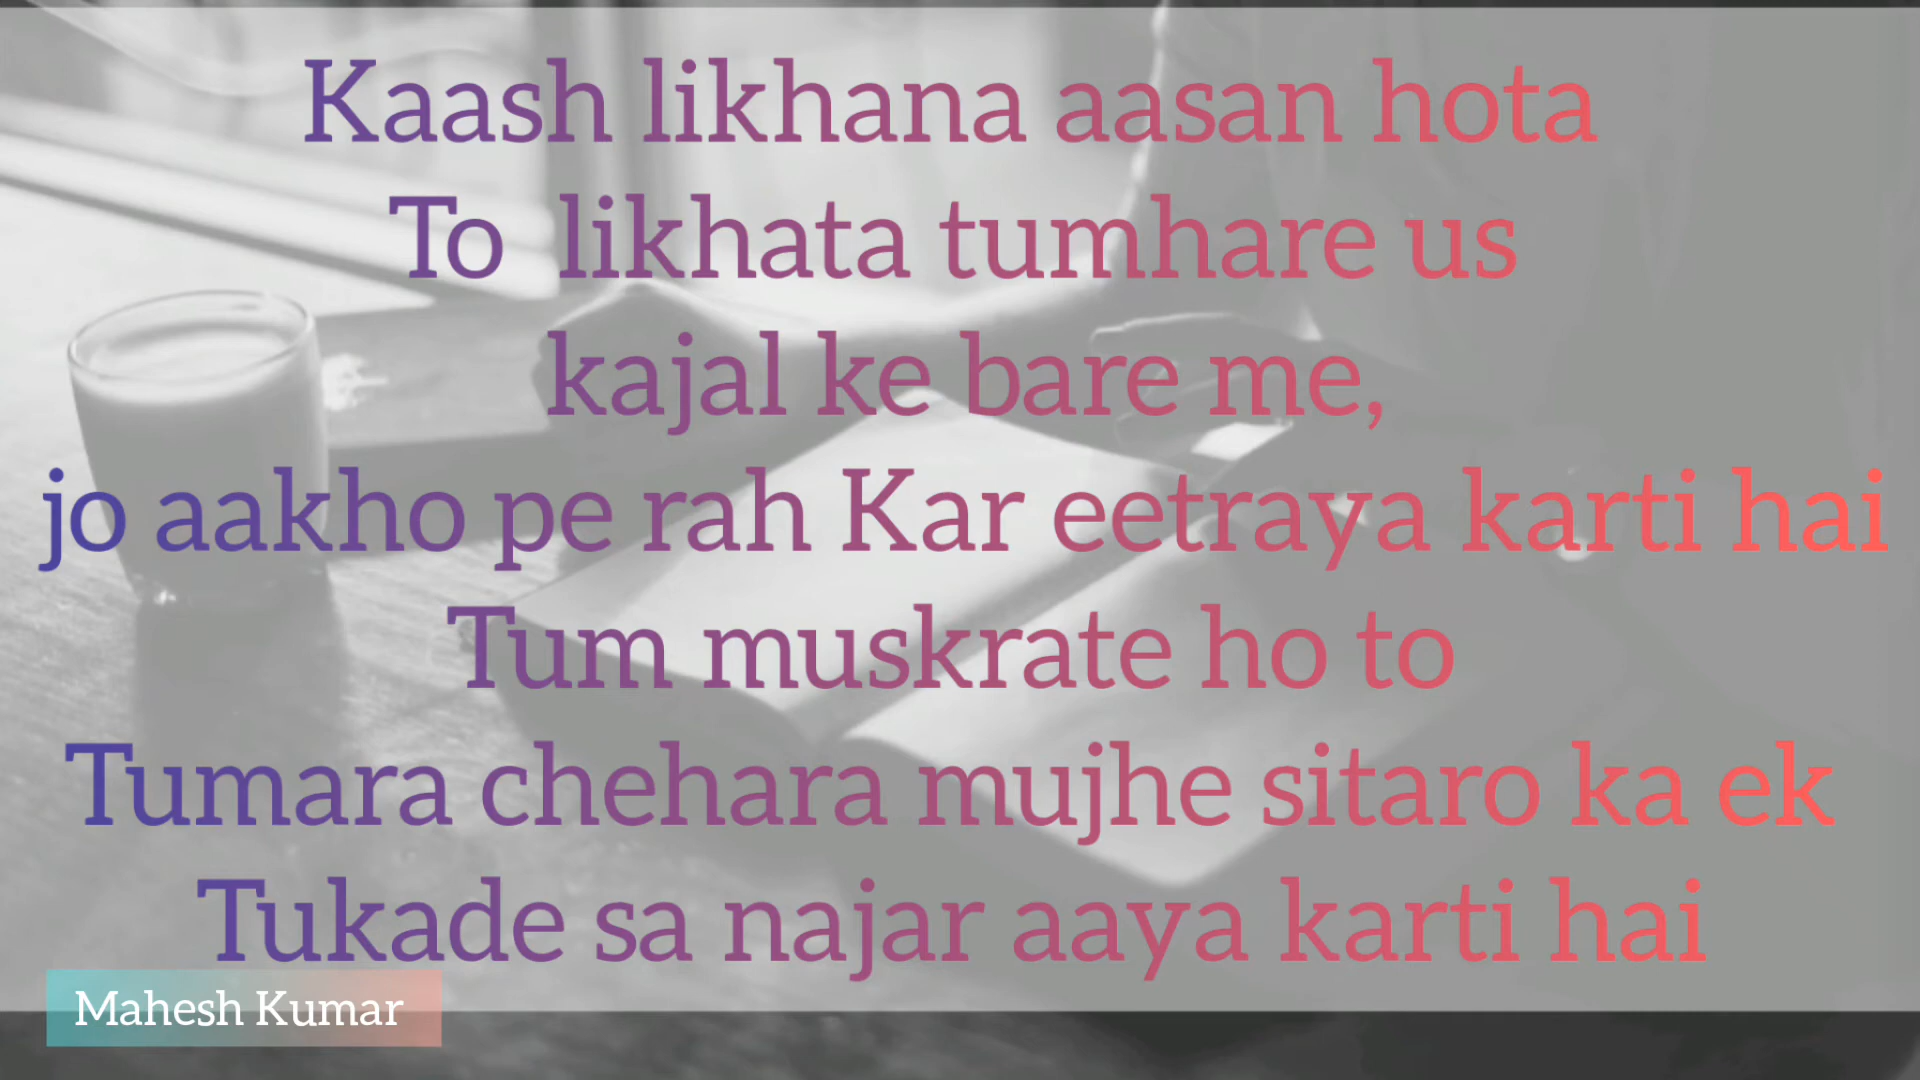 Kaash likhana aasan hota
To likhata tumhare us
kajal ke bare me,
jo aakho pe rah Kar eetraya karti hai
Tum muskrate ho to
Tumara chehara mujhe sitaro ka ek
Tukade sa najar aaya karti hai
Mahesh Kumar